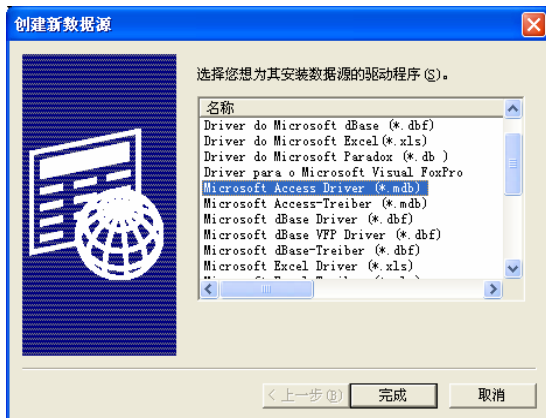 创建新数据源
选择您想为其安装数据源的驱动程序(S)。
名称
Driver do Microsoft dBase (*.dbf)
Driver do Microsoft Excel(*.xls)
Driver do Microsoft Paradox (*.db )
Driver para o Microsoft Visual FoxPro
Microsoft Access Driver (*.mdb)
Microsoft Access-Treiber (*.mdb)
Microsoft dBase Driver (*.dbf)
Microsoft dBase VFP Driver (*.dbf)
Microsoft dBase-Treiber (*.dbf)
Microsoft Excel Driver (*.xls)
<上一步(B)
完成
取消